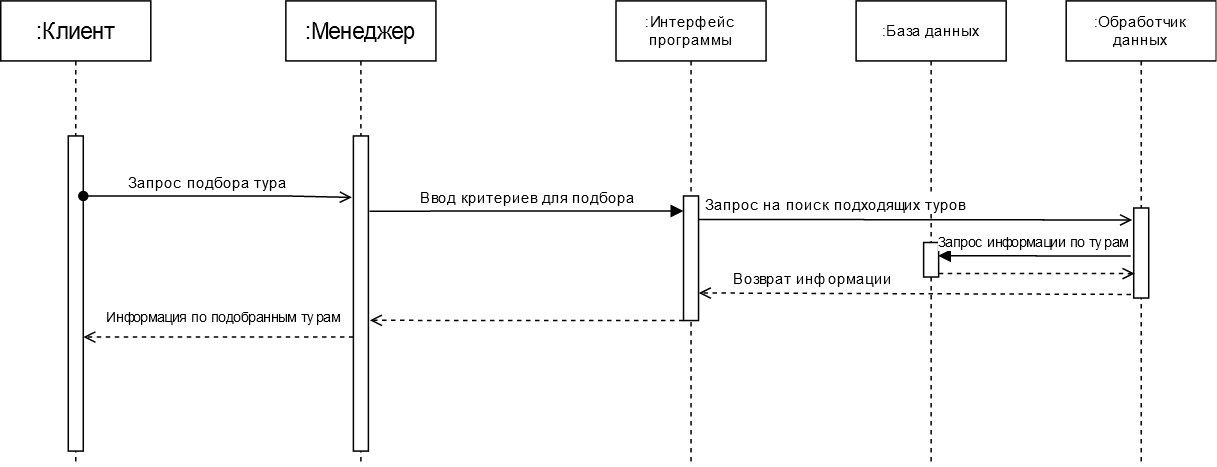 :Клиент
:Менеджер
:Интерфейс
программы
:База данных
:Обработчик
данных
Запрос подбора тура
Ввод критериев для подбора
Запрос на поиск подходящих туров
Запрос информации по турам
Возврат информации
Информация по подобранным турам